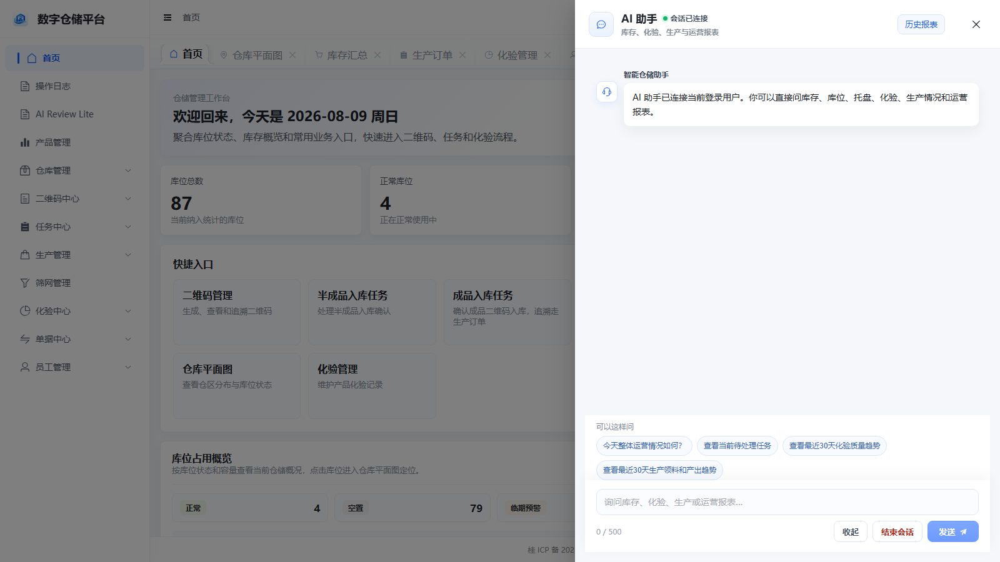 数字仓储平台
首页
操作日志
AI Review Lite
产品管理
仓库管理
二维码中心
任务中心
生产管理
筛网管理
化验中心
单据中心
员工管理
首页
首页
仓库平面图
库存汇总
生产订单
化验管理
仓储管理工作台
欢迎回来，今天是 2026-08-09 周日
聚合库位状态、库存概览和常用业务入口，快速进入二维码、任务和化验流程。
库位总数
87
当前纳入统计的库位
正常库位
4
正在正常使用中
快捷入口
二维码管理
生成、查看和追溯二维码
半成品入库任务
处理半成品入库确认
成品入库任务
确认成品二维码入库，追溯走
生产订单
仓库平面图
查看仓区分布与库位状态
化验管理
维护产品化验记录
库位占用概览
按库位状态和容量查看当前仓储概况，点击库位进入仓库平面图定位。
正常 4
空置 79
临期预警
桂 ICP 备 202
AI 助手 会话已连接
库存、化验、生产与运营报表
历史报表
智能仓储助手
AI 助手已连接当前登录用户。你可以直接问库存、库位、托盘、化验、生产情况和运营
报表。
可以这样问
今天整体运营情况如何？
查看当前待处理任务
查看最近30天化验质量趋势
查看最近30天生产领料和产出趋势
询问库存、化验、生产或运营报表...
0 / 500
收起
结束会话
发送